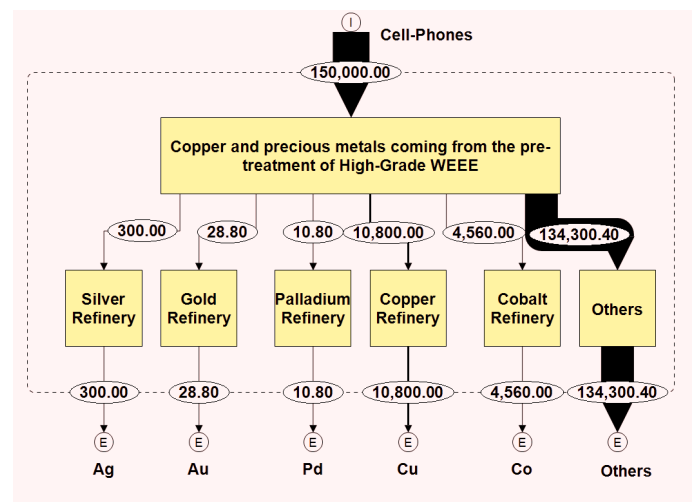 I
Cell-Phones
150,000.00
Copper and precious metals coming from the pre-
treatment of High-Grade WEEE
300.00 28.80 10.80 10,800.00 4,560.00 134,300.40
Silver Refinery
Gold Refinery
Palladium Refinery
Copper Refinery
Cobalt Refinery
Others
300.00 28.80 10.80 10,800.00 4,560.00 134,300.40
E E E E E E
Ag Au Pd Cu Co Others